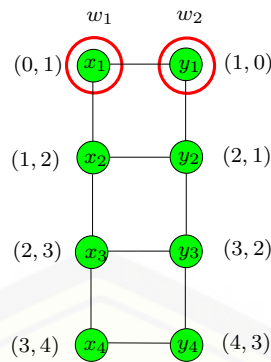 w₁ w₂
(0, 1) x₁ y₁ (1, 0)
(1, 2) x₂ y₂ (2, 1)
(2, 3) x₃ y₃ (3, 2)
(3, 4) x₄ y₄ (4, 3)